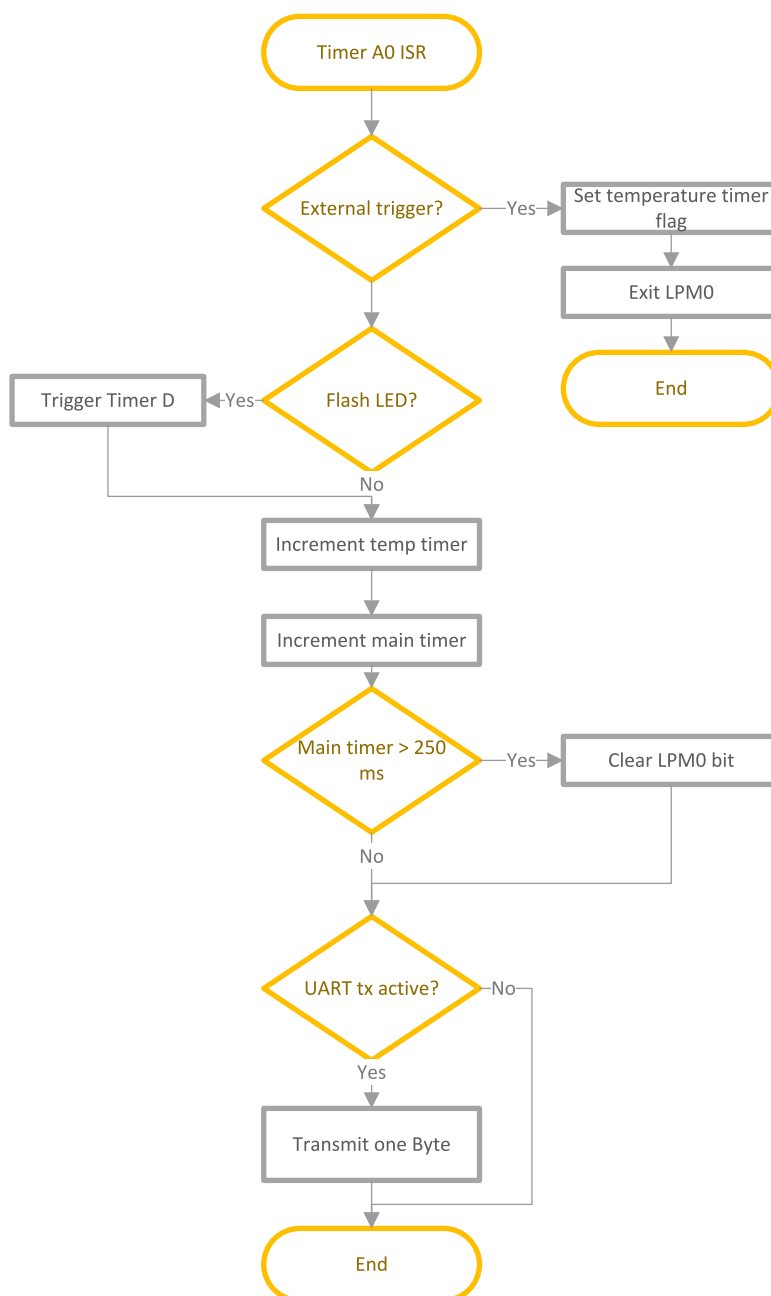 Timer A0 ISR
External trigger?
Yes
Set temperature timer
flag
Exit LPM0
End
Flash LED?
Yes
Trigger Timer D
No
Increment temp timer
Increment main timer
Main timer > 250
ms
Yes
Clear LPM0 bit
No
UART tx active?
No
Yes
Transmit one Byte
End